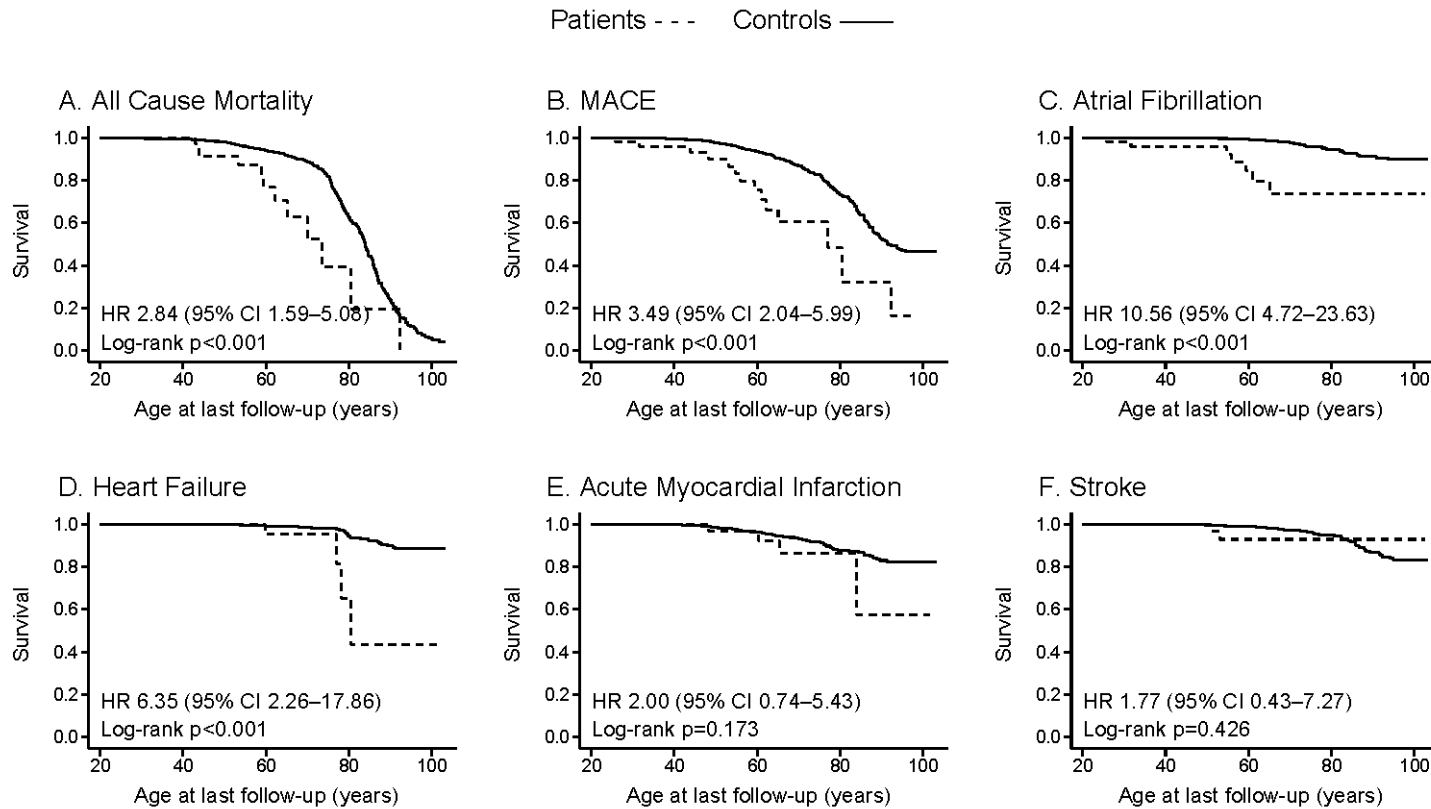 Patients --- Controls —
A. All Cause Mortality
1.0
0.8
0.6
0.4
0.2
0.0
Survival
HR 2.84 (95% CI 1.59–5.08)
Log-rank p<0.001
20 40 60 80 100
Age at last follow-up (years)
B. MACE
1.0
0.8
0.6
0.4
0.2
0.0
Survival
HR 3.49 (95% CI 2.04–5.99)
Log-rank p<0.001
20 40 60 80 100
Age at last follow-up (years)
C. Atrial Fibrillation
1.0
0.8
0.6
0.4
0.2
0.0
Survival
HR 10.56 (95% CI 4.72–23.63)
Log-rank p<0.001
20 40 60 80 100
Age at last follow-up (years)
D. Heart Failure
1.0
0.8
0.6
0.4
0.2
0.0
Survival
HR 6.35 (95% CI 2.26–17.86)
Log-rank p<0.001
20 40 60 80 100
Age at last follow-up (years)
E. Acute Myocardial Infarction
1.0
0.8
0.6
0.4
0.2
0.0
Survival
HR 2.00 (95% CI 0.74–5.43)
Log-rank p=0.173
20 40 60 80 100
Age at last follow-up (years)
F. Stroke
1.0
0.8
0.6
0.4
0.2
0.0
Survival
HR 1.77 (95% CI 0.43–7.27)
Log-rank p=0.426
20 40 60 80 100
Age at last follow-up (years)